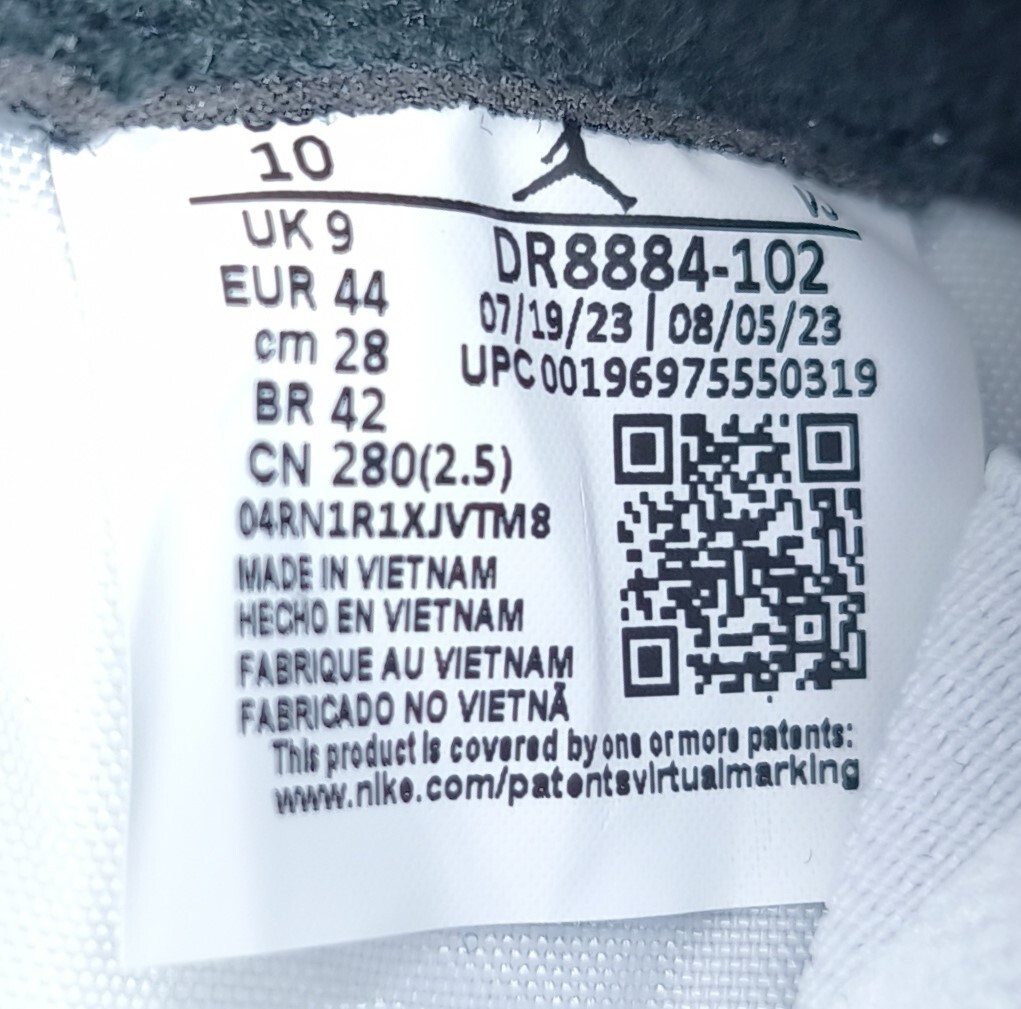 10
UK 9
EUR 44
cm 28
BR 42
CN 280(2.5)
04RN1R1XJVTM8
DR8884-102
07/19/23 | 08/05/23
UPC 00196975550319
MADE IN VIETNAM
HECHO EN VIETNAM
FABRIQUE AU VIETNAM
FABRICADO NO VIETNÃ
This product is covered by one or more patents:
www.nike.com/patentsvirtualmarking